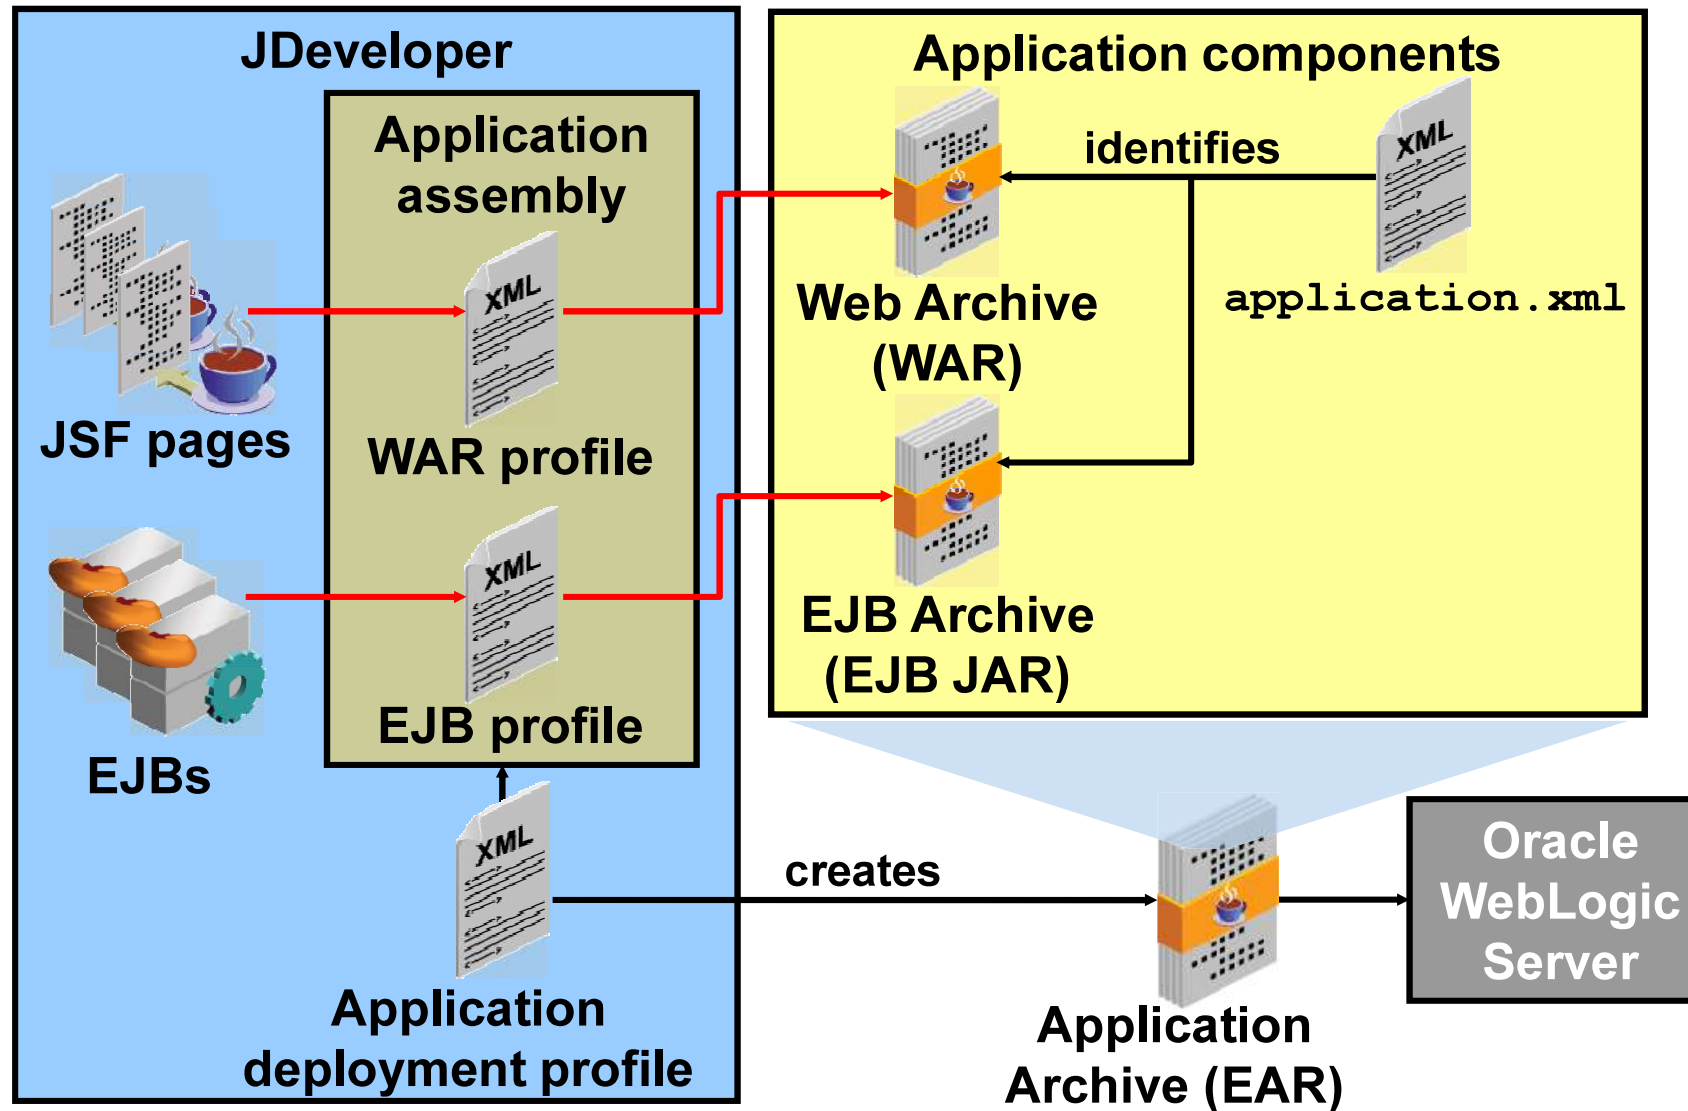 JDeveloper
Application
assembly
JSF pages
XML
WAR profile
EJBs
XML
EJB profile
XML
Application
deployment profile
Application components
identifies
XML
Web Archive
(WAR)
application.xml
EJB Archive
(EJB JAR)
creates
Application
Archive (EAR)
Oracle
WebLogic
Server